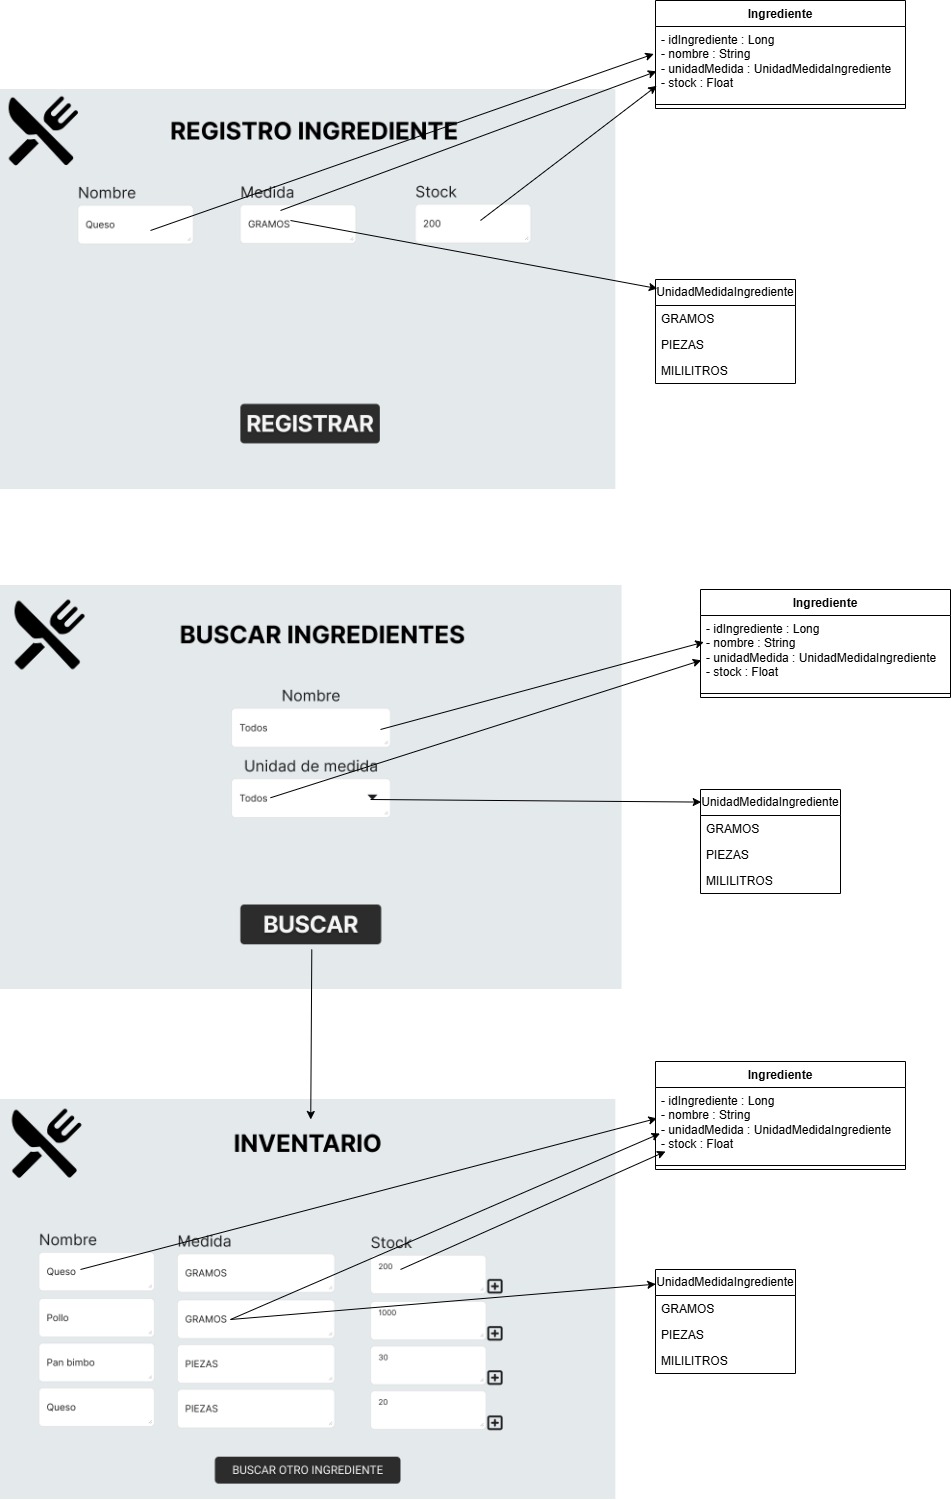 Ingrediente
- idIngrediente : Long
- nombre : String
- unidadMedida : UnidadMedidaIngrediente
- stock : Float
REGISTRO INGREDIENTE
Nombre Medida Stock
Queso GRAMOS 200
UnidadMedidaIngrediente
GRAMOS
PIEZAS
MILILITROS
REGISTRAR
BUSCAR INGREDIENTES
Nombre
Todos
Unidad de medida
Todos
BUSCAR
Ingrediente
- idIngrediente : Long
- nombre : String
- unidadMedida : UnidadMedidaIngrediente
- stock : Float
UnidadMedidaIngrediente
GRAMOS
PIEZAS
MILILITROS
INVENTARIO
Nombre Medida Stock
Queso GRAMOS 200
Pollo GRAMOS 1000
Pan bimbo PIEZAS 30
Queso PIEZAS 20
BUSCAR OTRO INGREDIENTE
Ingrediente
- idIngrediente : Long
- nombre : String
- unidadMedida : UnidadMedidaIngrediente
- stock : Float
UnidadMedidaIngrediente
GRAMOS
PIEZAS
MILILITROS